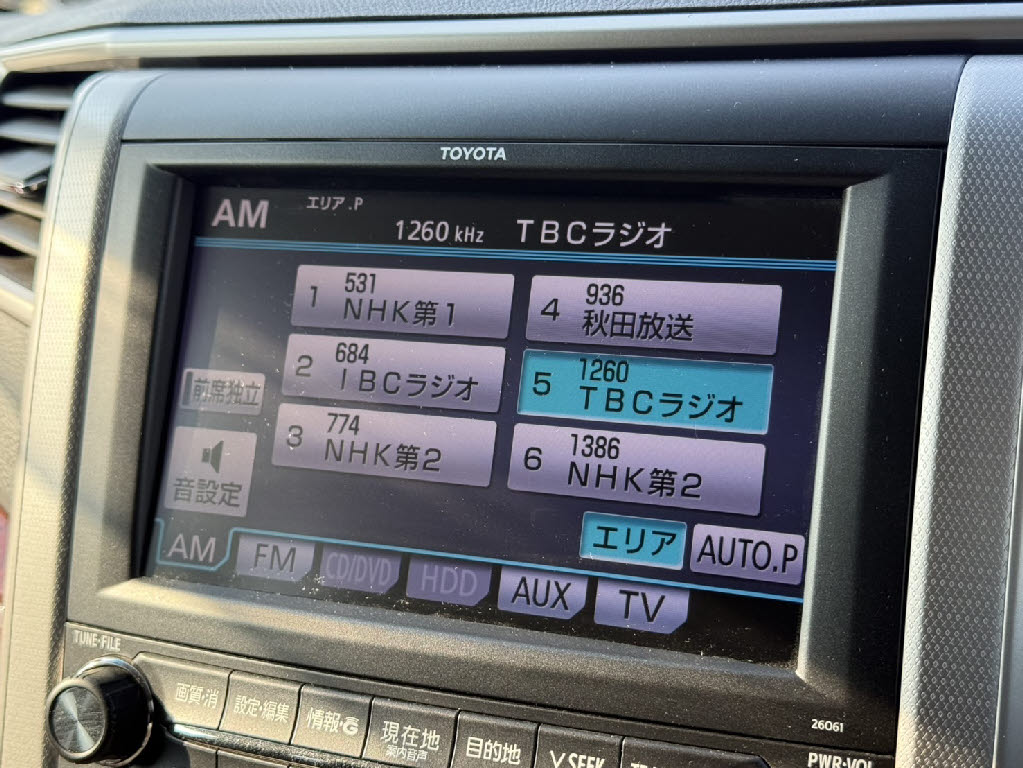 TOYOTA
AM
エリア.P
1260 kHz TBCラジオ
1 531
NHK第1
4 936
秋田放送
2 684
IBCラジオ
5 1260
TBCラジオ
3 774
NHK第2
6 1386
NHK第2
前席独立
音設定
エリア
AUTO.P
AM FM CD/DVD HDD AUX TV
26061
TUNE•FILE
画質•消
設定•編集
情報•G
現在地
案内音声
目的地
∨SEEK
PWR•VOL